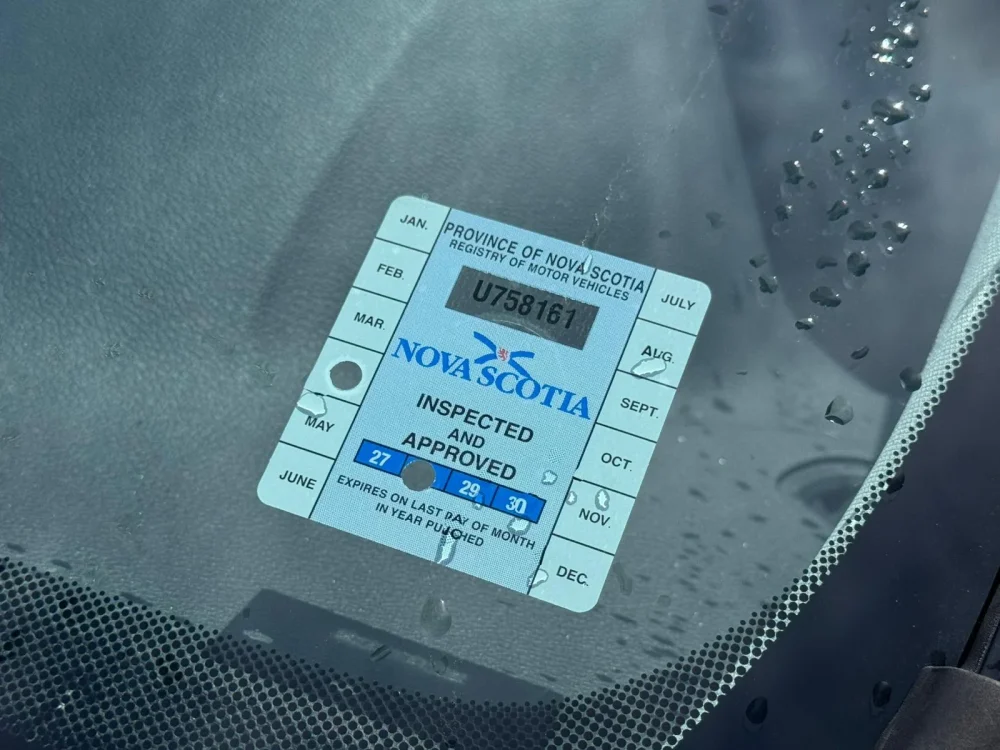 JAN.
FEB.
MAR.
MAY
JUNE
PROVINCE OF NOVA SCOTIA
REGISTRY OF MOTOR VEHICLES
U758161
NOVA SCOTIA
INSPECTED
AND
APPROVED
27 29 30
EXPIRES ON LAST DAY OF MONTH
IN YEAR PUNCHED
JULY
AUG.
SEPT.
OCT.
NOV.
DEC.